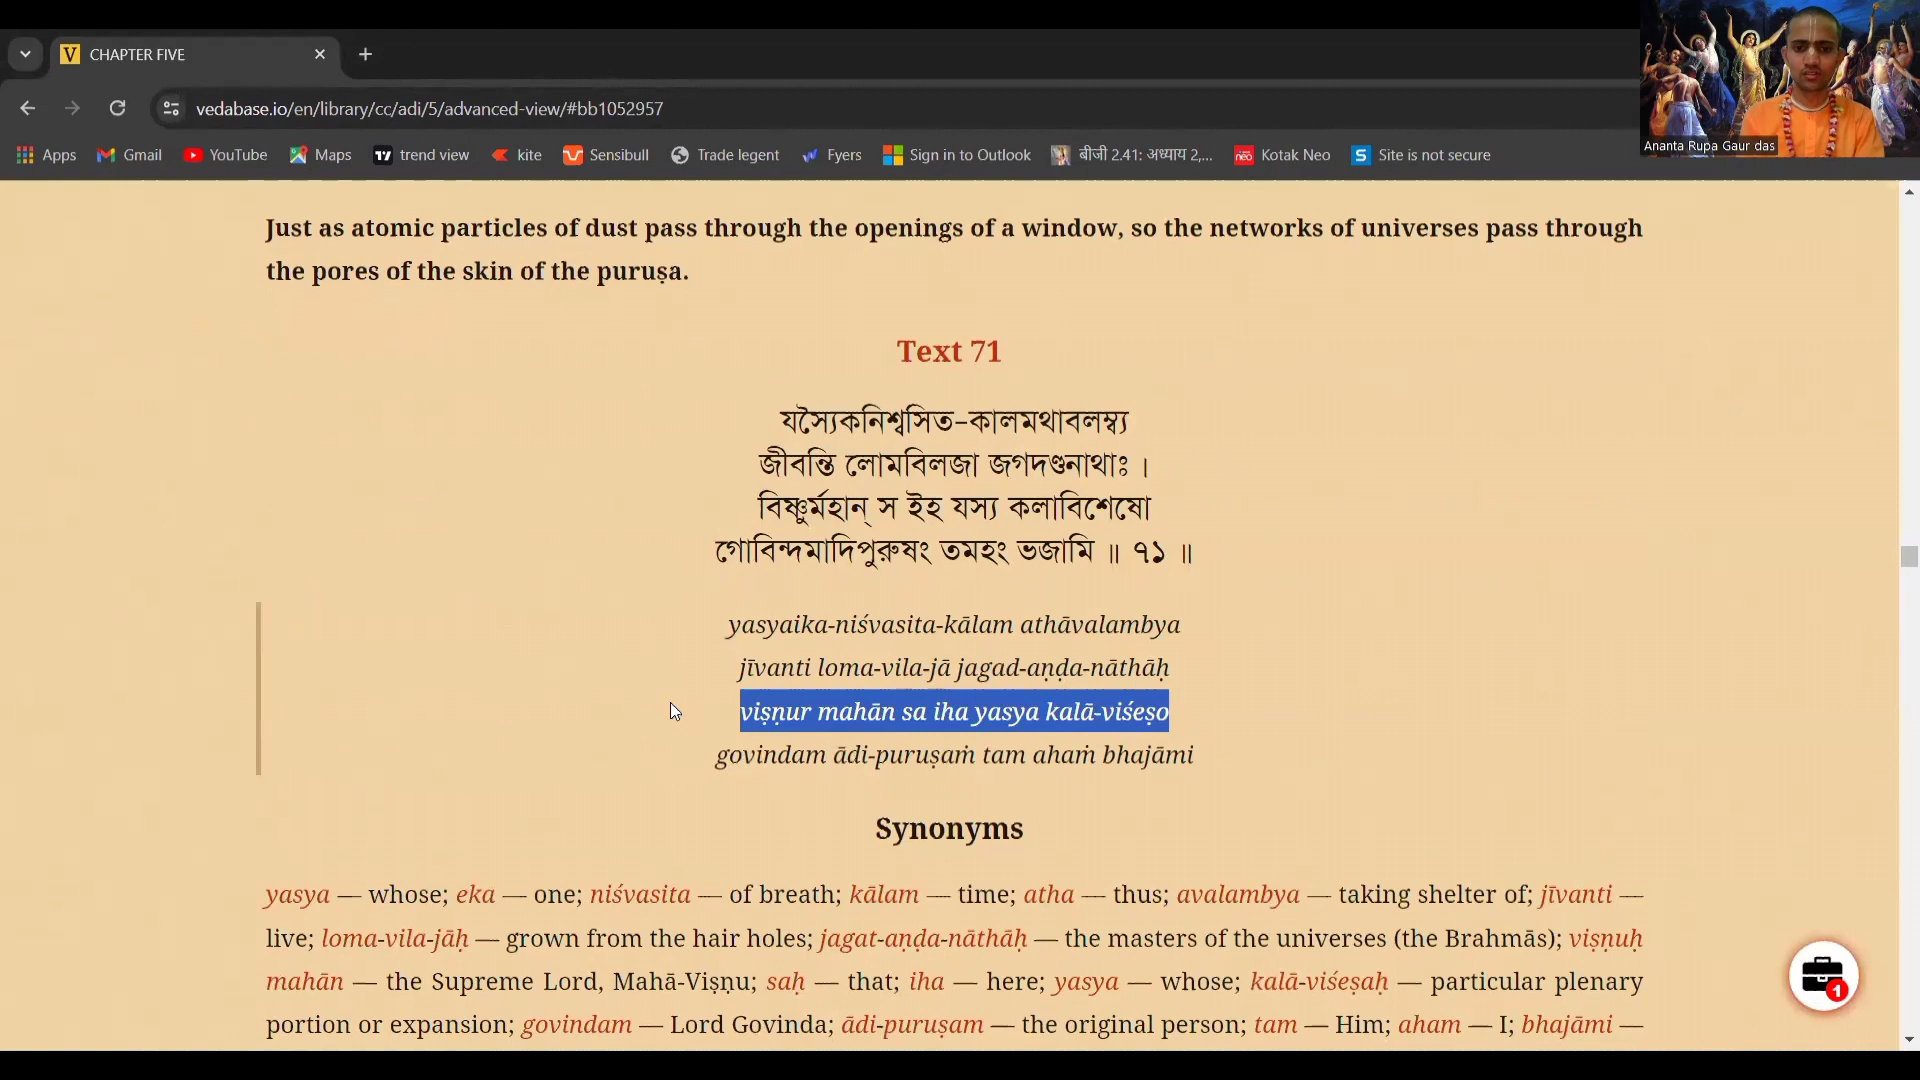 CHAPTER FIVE
vedabase.io/en/library/cc/adi/5/advanced-view/#bb1052957
Apps Gmail YouTube Maps trend view kite Sensibull Trade legent Fyers Sign in to Outlook बीजी 2.41: अध्याय 2,... Kotak Neo Site is not secure
Ananta Rupa Gaur das
Just as atomic particles of dust pass through the openings of a window, so the networks of universes pass through
the pores of the skin of the puruṣa.
Text 71
যস্যৈকনিশ্বসিত-কালমথাবলম্ব্য
জীবন্তি লোমবিলজা জগদণ্ডনাথাঃ ।
বিষ্ণুর্মহান্ স ইহ যস্য কলাবিশেষো
গোবিন্দমাদিপুরুষং তমহং ভজামি ॥ ৭১ ॥
yasyaika-niśvasita-kālam athāvalambya
jīvanti loma-vila-jā jagad-aṇḍa-nāthāḥ
viṣṇur mahān sa iha yasya kalā-viśeṣo
govindam ādi-puruṣaṁ tam ahaṁ bhajāmi
Synonyms
yasya — whose; eka — one; niśvasita — of breath; kālam — time; atha — thus; avalambya — taking shelter of; jīvanti —
live; loma-vila-jāḥ — grown from the hair holes; jagat-aṇḍa-nāthāḥ — the masters of the universes (the Brahmās); viṣṇuḥ
mahān — the Supreme Lord, Mahā-Viṣṇu; saḥ — that; iha — here; yasya — whose; kalā-viśeṣaḥ — particular plenary
portion or expansion; govindam — Lord Govinda; ādi-puruṣam — the original person; tam — Him; aham — I; bhajāmi —
1